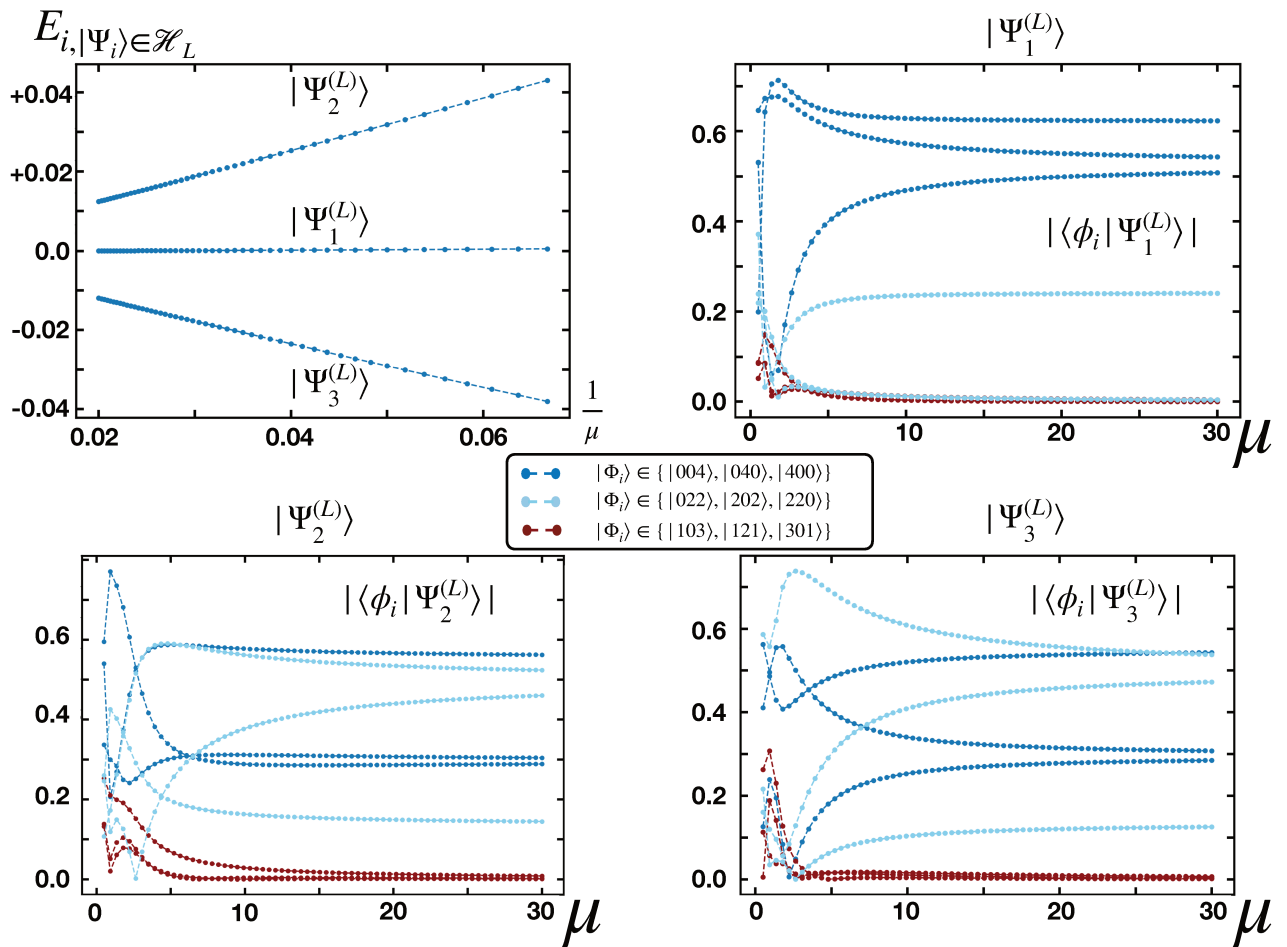 E_{i,|Ψ_i⟩∈ℋ_L}
|Ψ_1^{(L)}⟩
+0.04
+0.02
0.0
-0.02
-0.04
|Ψ_2^{(L)}⟩
|Ψ_1^{(L)}⟩
|Ψ_3^{(L)}⟩
0.02 0.04 0.06
1/μ
0.6
0.4
0.2
0.0
|⟨ϕ_i|Ψ_1^{(L)}⟩|
0 10 20 30 μ
|Φ_i⟩ ∈ {|004⟩, |040⟩, |400⟩}
|Φ_i⟩ ∈ {|022⟩, |202⟩, |220⟩}
|Φ_i⟩ ∈ {|103⟩, |121⟩, |301⟩}
|Ψ_2^{(L)}⟩
0.6
0.4
0.2
0.0
|⟨ϕ_i|Ψ_2^{(L)}⟩|
0 10 20 30 μ
|Ψ_3^{(L)}⟩
0.6
0.4
0.2
0.0
|⟨ϕ_i|Ψ_3^{(L)}⟩|
0 10 20 30 μ